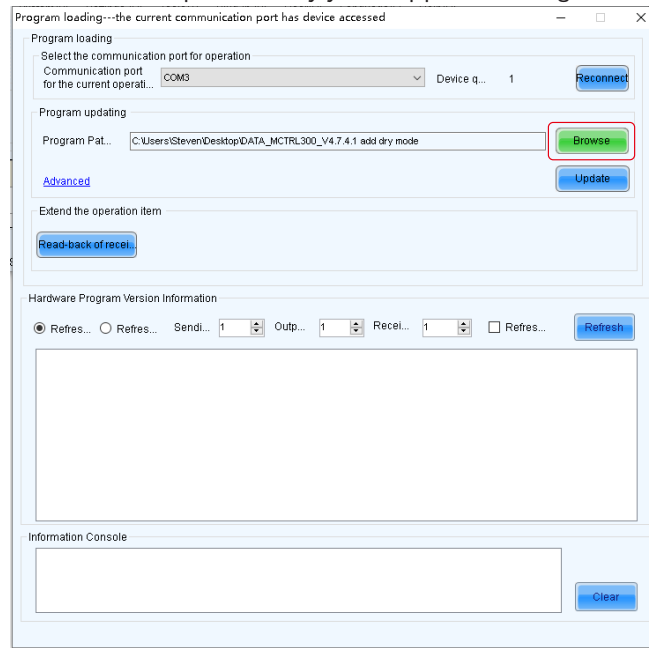 Program loading---the current communication port has device accessed
Program loading
Select the communication port for operation
Communication port
for the current operati...
COM3
Device q... 1
Reconnect
Program updating
Program Pat...
C:\Users\Steven\Desktop\DATA_MCTRL300_V4.7.4.1 add dry mode
Browse
Advanced
Update
Extend the operation item
Read-back of recei...
Hardware Program Version Information
Refres... Refres... Sendi... 1 Outp... 1 Recei... 1 Refres... Refresh
Information Console
Clear